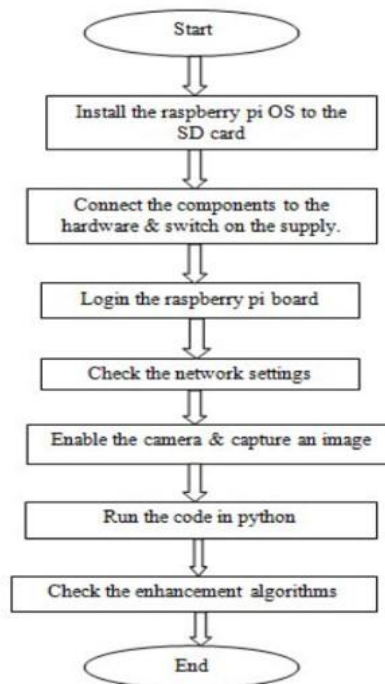 Start
Install the raspberry pi OS to the
SD card
Connect the components to the
hardware & switch on the supply.
Login the raspberry pi board
Check the network settings
Enable the camera & capture an image
Run the code in python
Check the enhancement algorithms
End